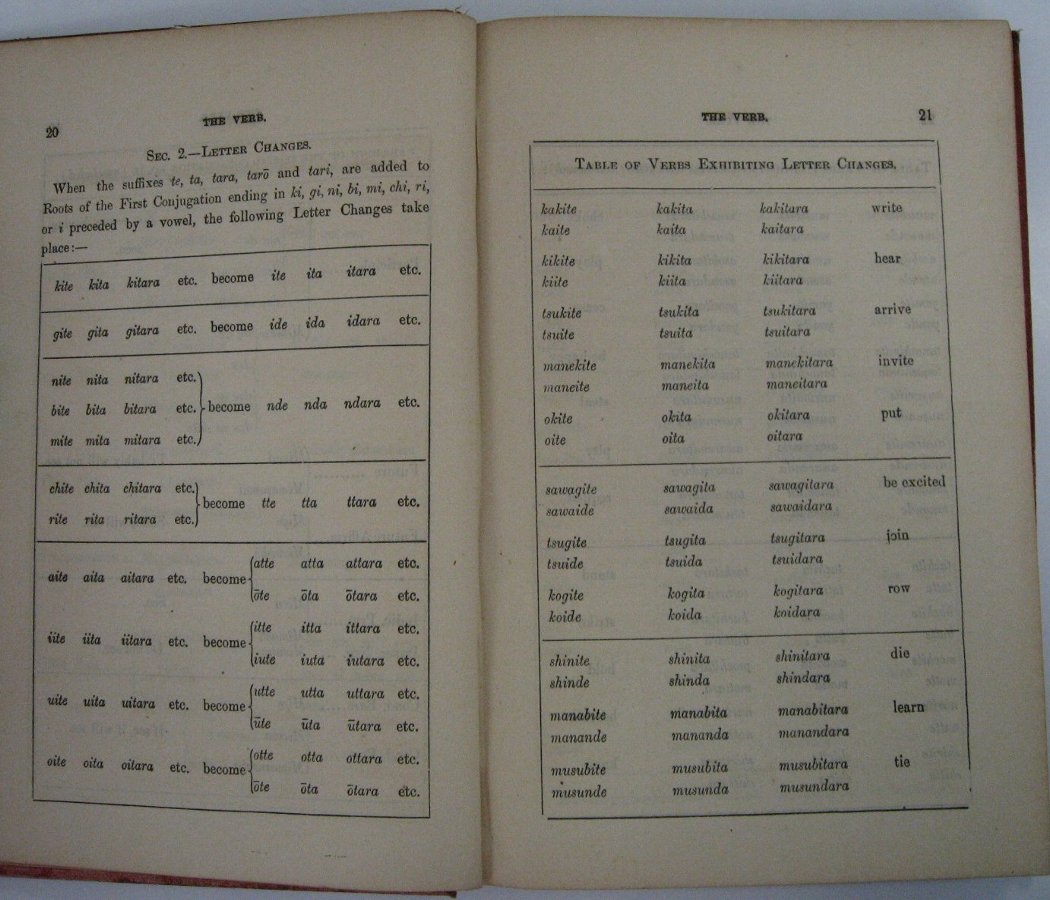 20
THE VERB.
SEC. 2.—LETTER CHANGES.
When the suffixes te, ta, tara, tarō and tari, are added to
Roots of the First Conjugation ending in ki, gi, ni, bi, mi, chi, ri,
or i preceded by a vowel, the following Letter Changes take
place:—
kite kita kitara etc. become ite ita itara etc.
gite gita gitara etc. become ide ida idara etc.
nite nita nitara etc.
bite bita bitara etc. become nde nda ndara etc.
mite mita mitara etc.
chite chita chitara etc.
become tte tta ttara etc.
rite rita ritara etc.
atte atta attara etc.
aite aita aitara etc. become
ōte ōta ōtara etc.
itte itta ittara etc.
iite iita iitara etc. become
iute iuta iutara etc.
utte utta uttara etc.
uite uita uitara etc. become
ūte ūta ūtara etc.
otte otta ottara etc.
oite oita oitara etc. become
ōte ōta ōtara etc.
THE VERB.
21
TABLE OF VERBS EXHIBITING LETTER CHANGES.
kakite kakita kakitara write
kaite kaita kaitara
kikite kikita kikitara hear
kiite kiita kiitara
tsukite tsukita tsukitara arrive
tsuite tsuita tsuitara
manekite manekita manekitara invite
maneite maneita maneitara
okite okita okitara put
oite oita oitara
sawagite sawagita sawagitara be excited
sawaide sawaida sawaidara
tsugite tsugita tsugitara join
tsuide tsuida tsuidara
kogite kogita kogitara row
koide koida koidara
shinite shinita shinitara die
shinde shinda shindara
manabite manabita manabitara learn
manande mananda manandara
musubite musubita musubitara tie
musunde musunda musundara